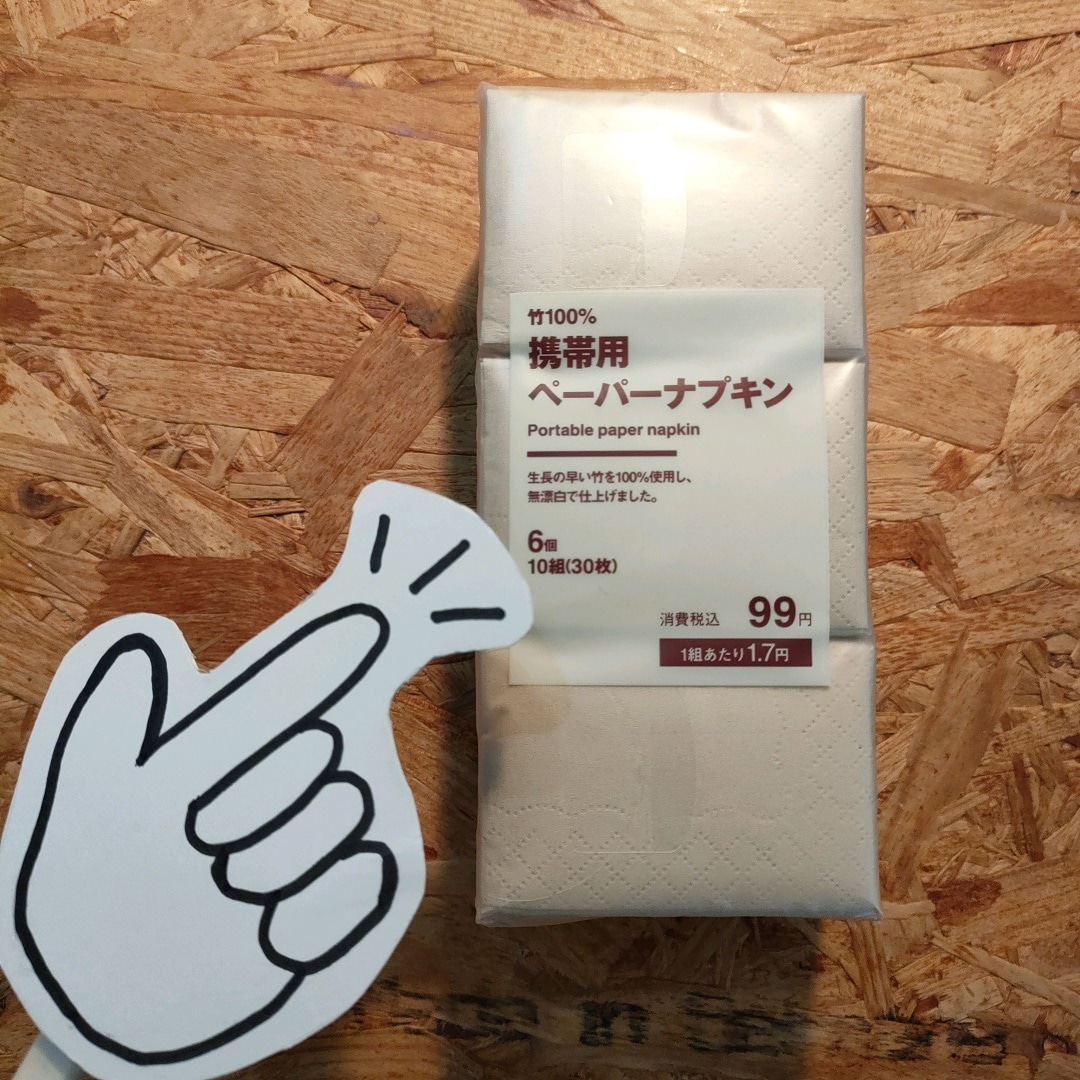 竹100%
携帯用
ペーパーナプキン
Portable paper napkin
生長の早い竹を100%使用し、
無漂白で仕上げました。
6個
10組(30枚)
消費税込 99円
1組あたり1.7円